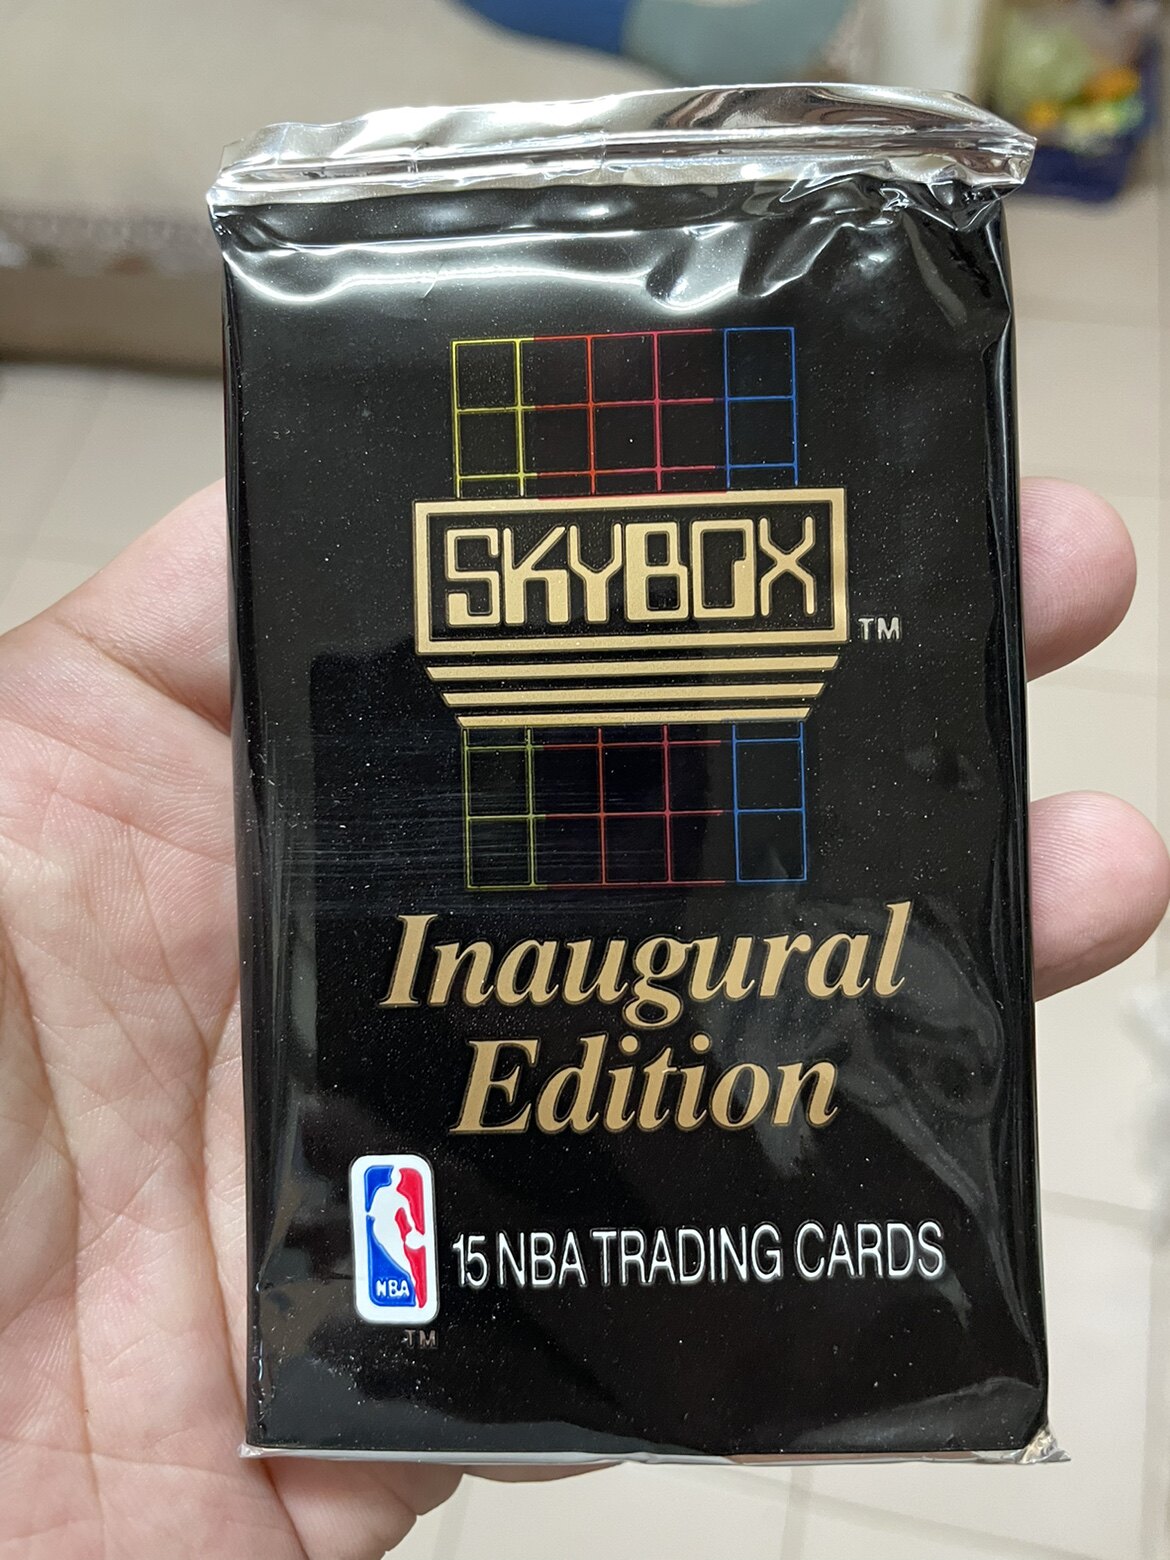 SKYBOX
TM
Inaugural
Edition
NBA
15 NBA TRADING CARDS
TM